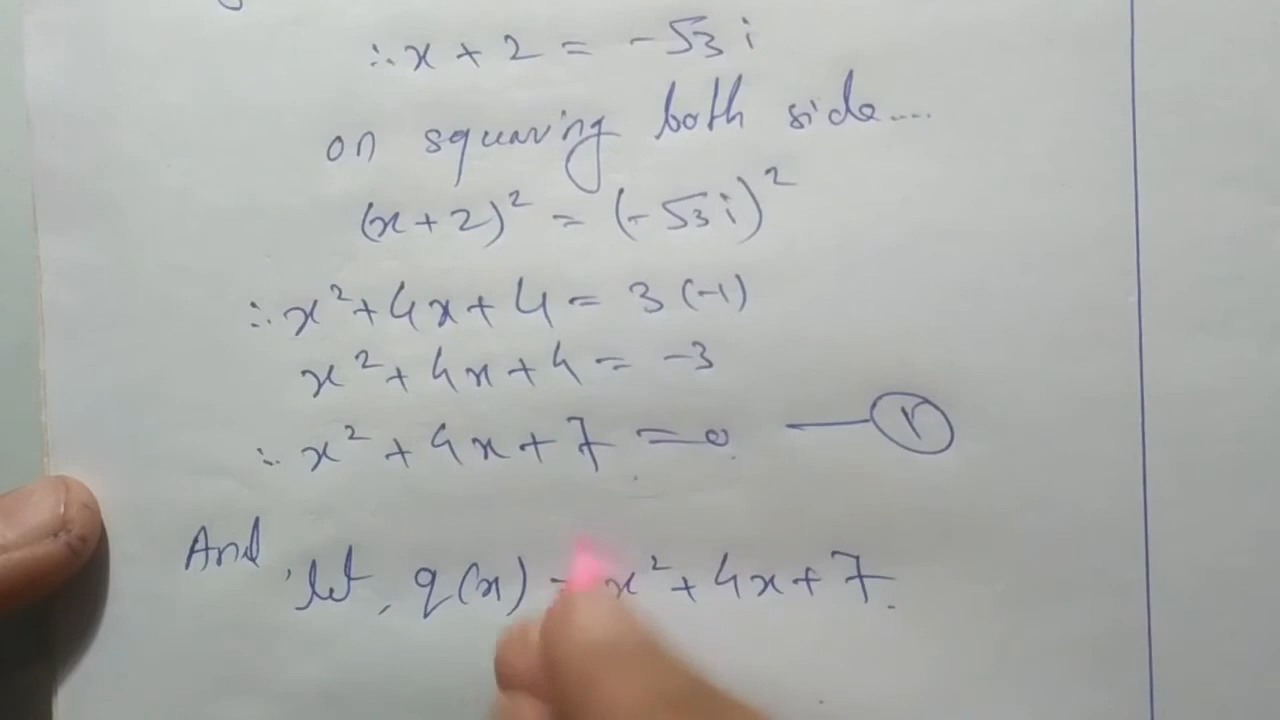 ∴ x + 2 = -√3 i
on squaring both side....
(x+2)² = (-√3 i)²
∴ x² + 4x + 4 = 3 (-1)
x² + 4x + 4 = -3
∴ x² + 4x + 7 = 0 — (r)
And, let, q(x) = x² + 4x + 7.